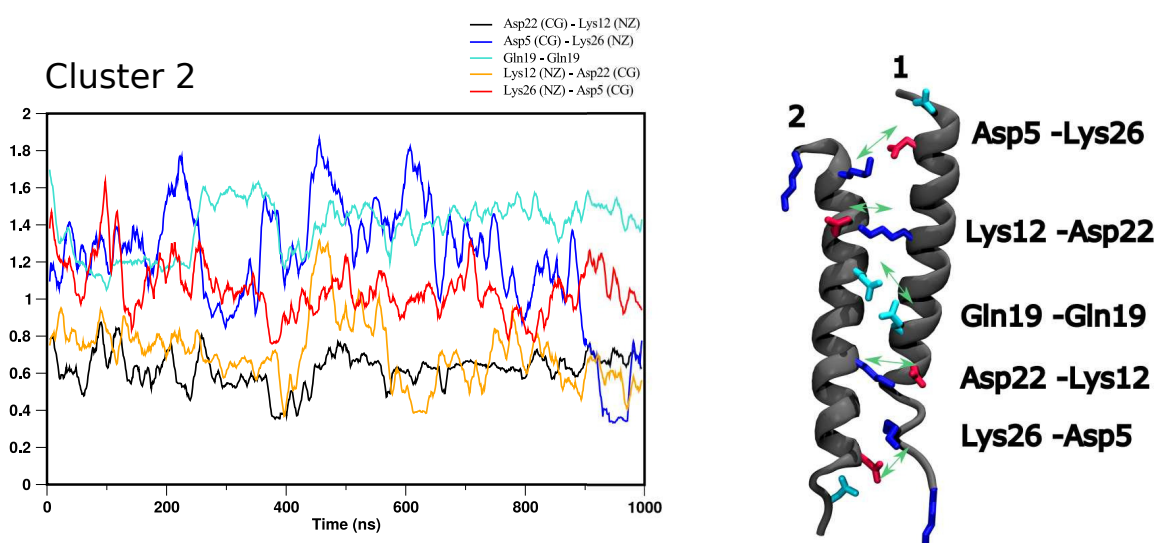 Asp22 (CG) - Lys12 (NZ)
Asp5 (CG) - Lys26 (NZ)
Gln19 - Gln19
Lys12 (NZ) - Asp22 (CG)
Lys26 (NZ) - Asp5 (CG)
Cluster 2
2
1.8
1.6
1.4
1.2
1
0.8
0.6
0.4
0.2
0
0
200
400
600
800
1000
Time (ns)
1
2
Asp5 -Lys26
Lys12 -Asp22
Gln19 -Gln19
Asp22 -Lys12
Lys26 -Asp5